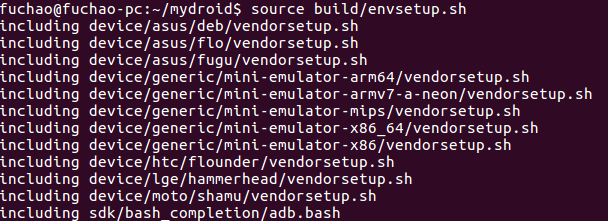 fuchao@fuchao-pc:~/mydroid$ source build/envsetup.sh
including device/asus/deb/vendorsetup.sh
including device/asus/flo/vendorsetup.sh
including device/asus/fugu/vendorsetup.sh
including device/generic/mini-emulator-arm64/vendorsetup.sh
including device/generic/mini-emulator-armv7-a-neon/vendorsetup.sh
including device/generic/mini-emulator-mips/vendorsetup.sh
including device/generic/mini-emulator-x86_64/vendorsetup.sh
including device/generic/mini-emulator-x86/vendorsetup.sh
including device/htc/flounder/vendorsetup.sh
including device/lge/hammerhead/vendorsetup.sh
including device/moto/shamu/vendorsetup.sh
including sdk/bash_completion/adb.bash